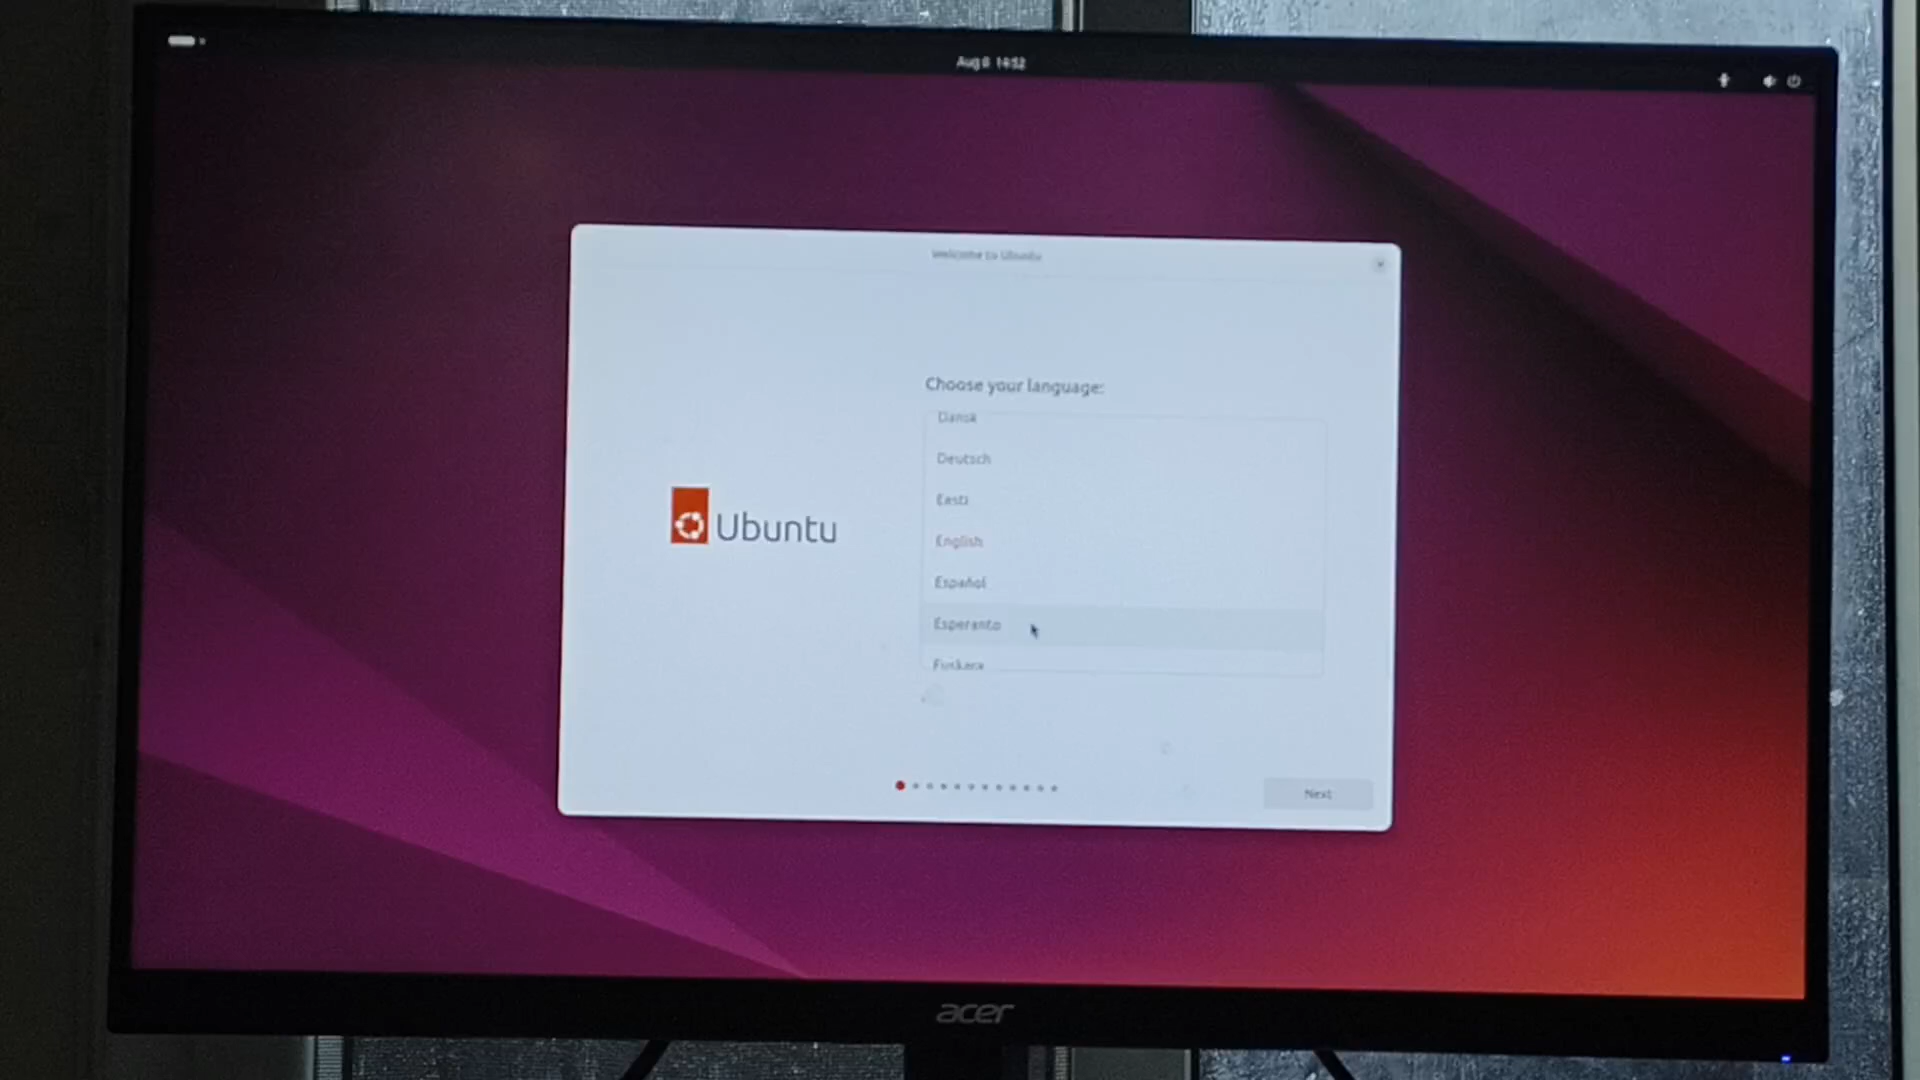 Aug 8 14:52
Welcome to Ubuntu
Choose your language:
Dansk
Deutsch
Eesti
English
Español
Esperanto
Euskara
Ubuntu
Next
acer